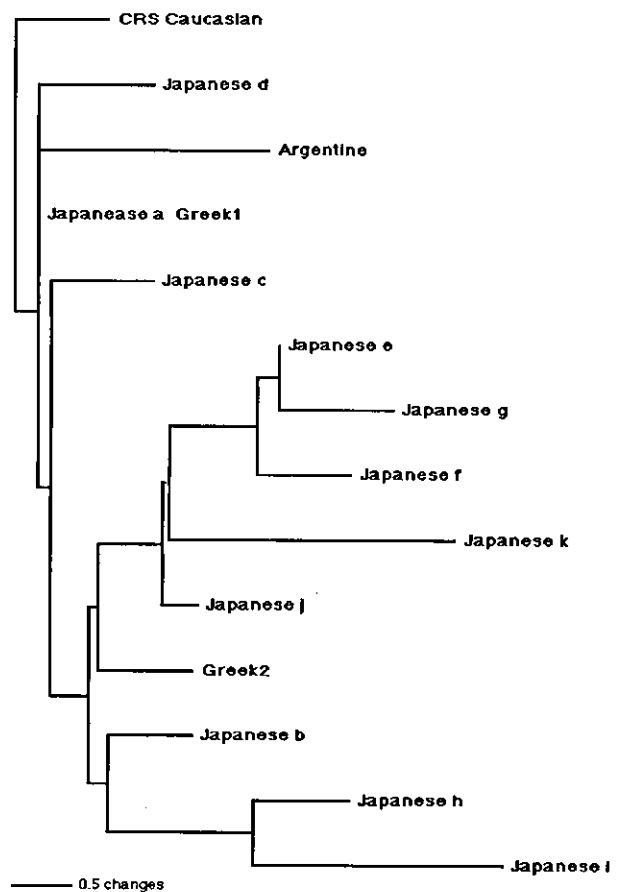 CRS Caucasian
Japanese d
Argentine
Japanease a Greek1
Japanese c
Japanese e
Japanese g
Japanese f
Japanese k
Japanese j
Greek2
Japanese b
Japanese h
Japanese i
0.5 changes